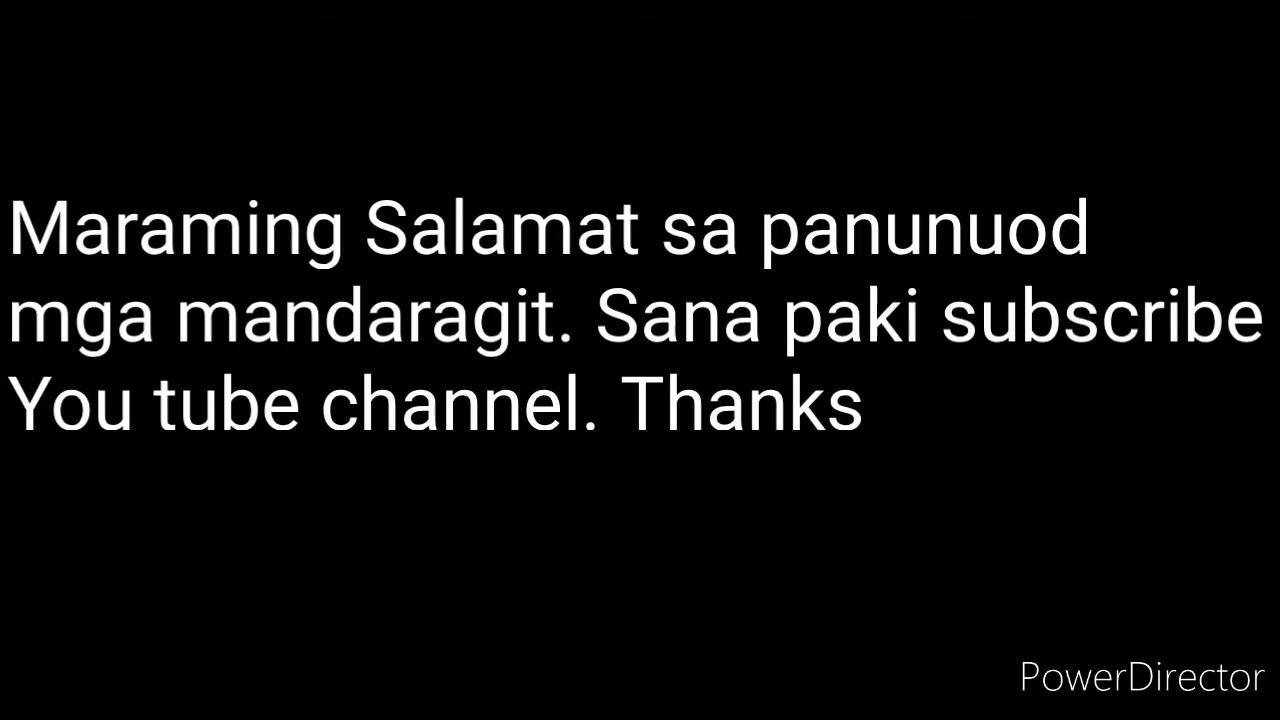 Maraming Salamat sa panunuod
mga mandaragit. Sana paki subscribe
You tube channel. Thanks
PowerDirector